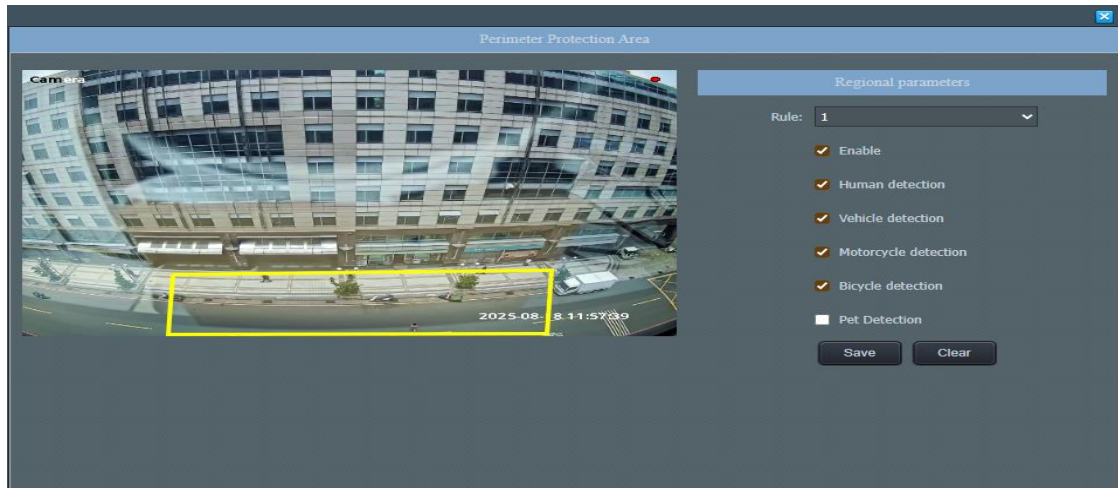 Perimeter Protection Area
Camera
2025-08-18 11:57:39
Regional parameters
Rule: 1
Enable
Human detection
Vehicle detection
Motorcycle detection
Bicycle detection
Pet Detection
Save Clear